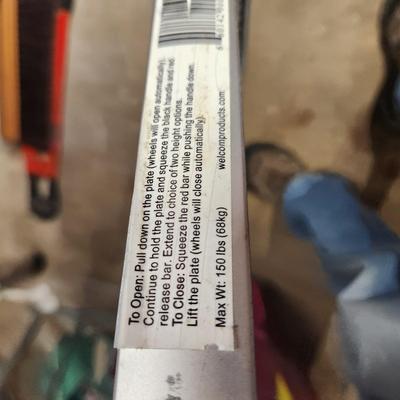 To Open: Pull down on the plate (wheels will open automatically).
Continue to hold the plate and squeeze the black handle and red
release bar. Extend to choice of two height options.
To Close: Squeeze the red bar while pushing the handle down.
Lift the plate (wheels will close automatically).
Max Wt: 150 lbs (68kg) welcomproducts.com